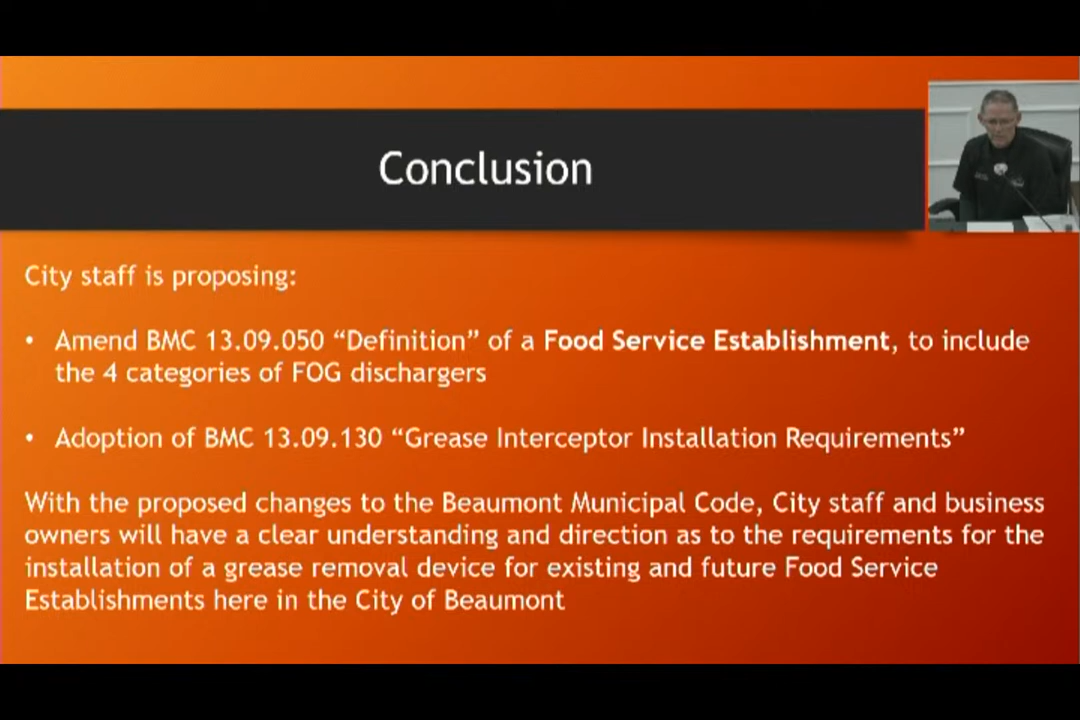 Conclusion
City staff is proposing:
• Amend BMC 13.09.050 “Definition” of a Food Service Establishment, to include
the 4 categories of FOG dischargers
• Adoption of BMC 13.09.130 “Grease Interceptor Installation Requirements”
With the proposed changes to the Beaumont Municipal Code, City staff and business
owners will have a clear understanding and direction as to the requirements for the
installation of a grease removal device for existing and future Food Service
Establishments here in the City of Beaumont